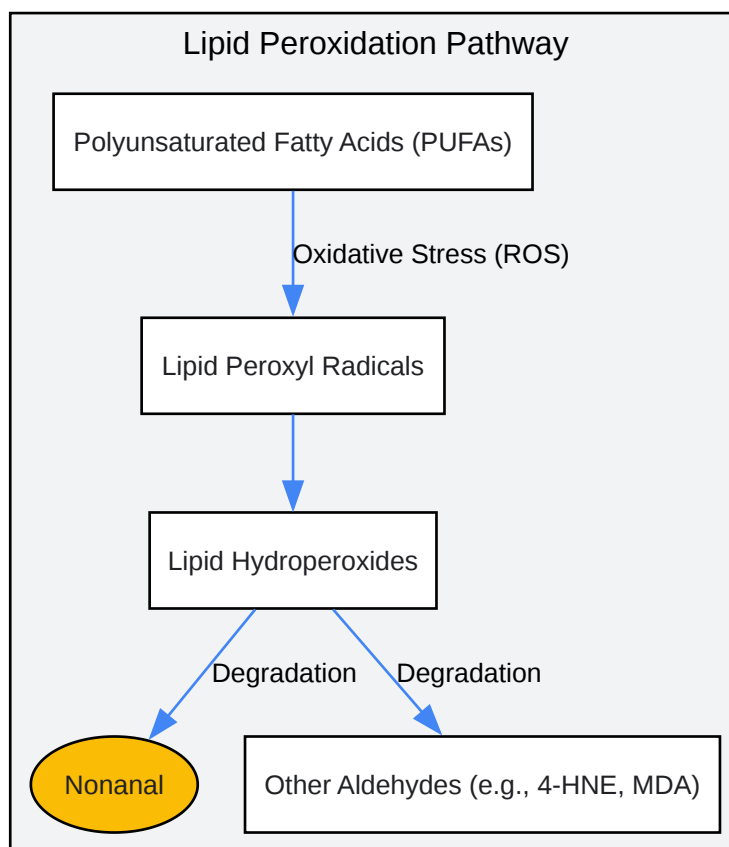 Lipid Peroxidation Pathway
Polyunsaturated Fatty Acids (PUFAs)
Oxidative Stress (ROS)
Lipid Peroxyl Radicals
Lipid Hydroperoxides
Degradation
Degradation
Nonanal
Other Aldehydes (e.g., 4-HNE, MDA)